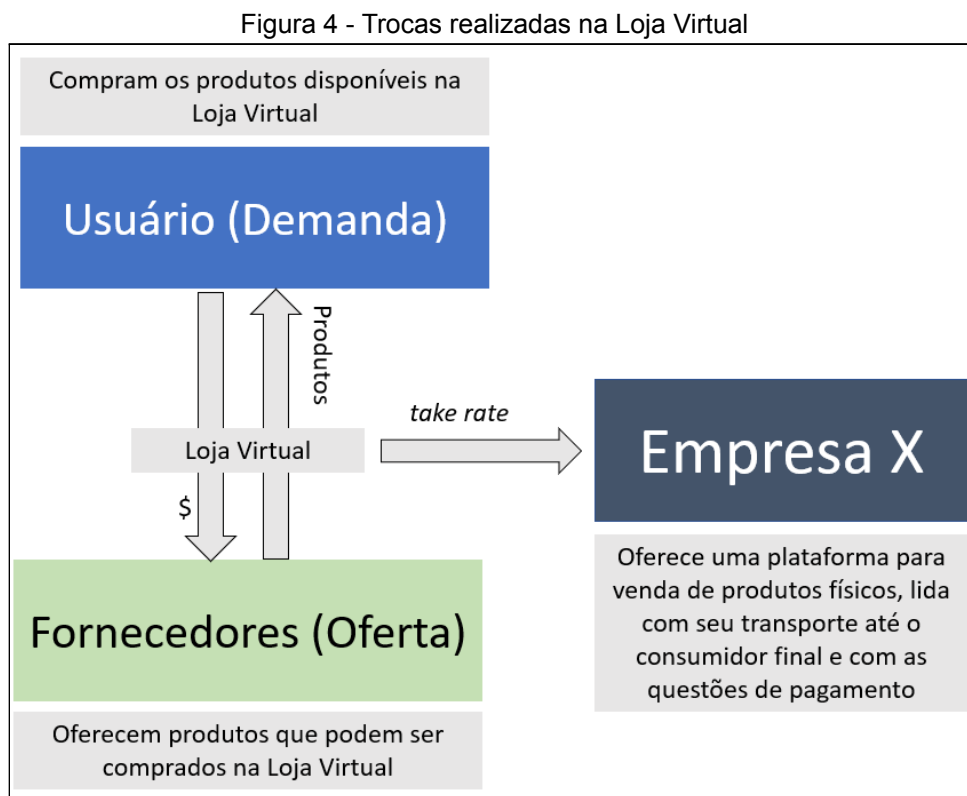 Figura 4 - Trocas realizadas na Loja Virtual
Compram os produtos disponíveis na
Loja Virtual
Usuário (Demanda)
Produtos
take rate
Loja Virtual
$
Empresa X
Fornecedores (Oferta)
Oferece uma plataforma para
venda de produtos físicos, lida
com seu transporte até o
consumidor final e com as
questões de pagamento
Oferecem produtos que podem ser
comprados na Loja Virtual